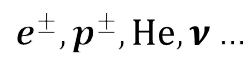 e±, p±, He, ν ...